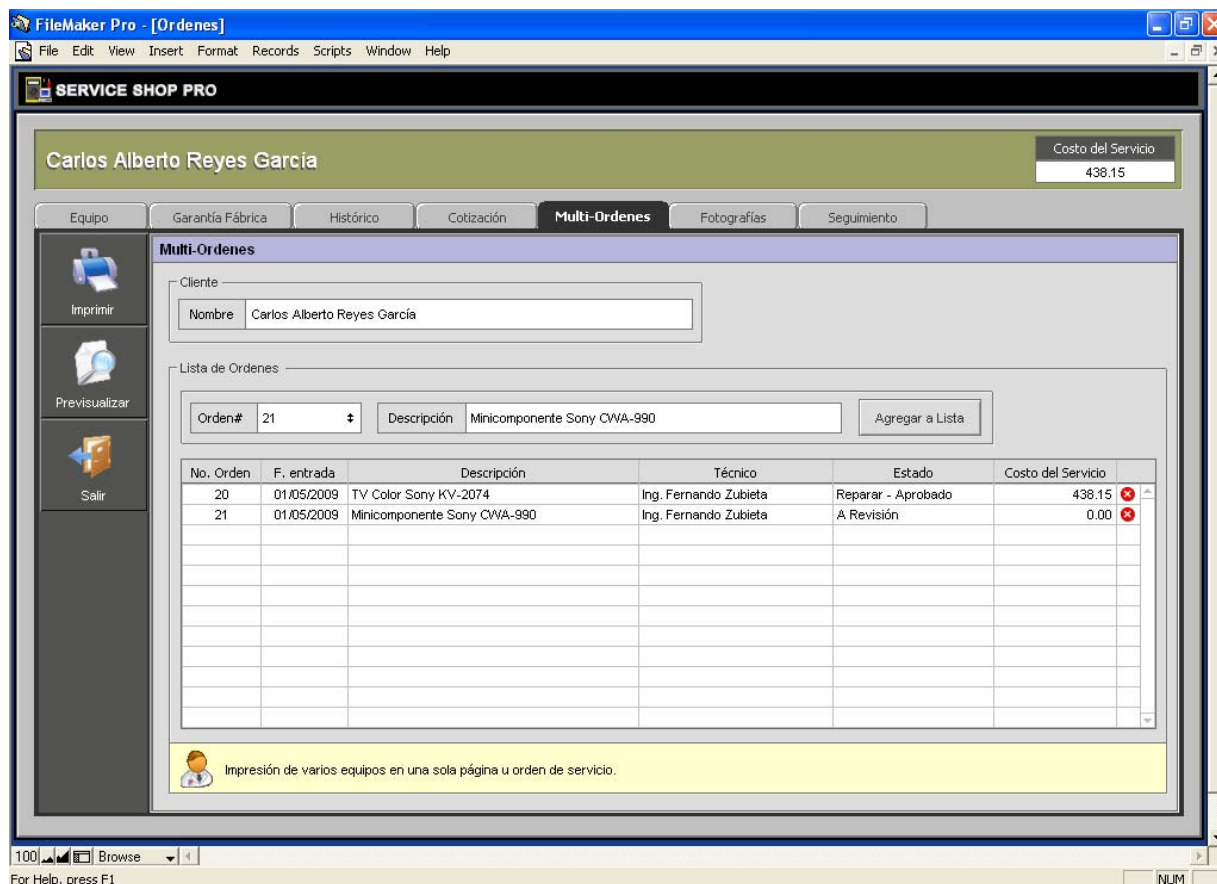 FileMaker Pro - [Ordenes]
File Edit View Insert Format Records Scripts Window Help
SERVICE SHOP PRO
Carlos Alberto Reyes García
Costo del Servicio
438.15
Equipo Garantía Fábrica Histórico Cotización Multi-Ordenes Fotografías Seguimiento
Multi-Ordenes
Imprimir
Previsualizar
Salir
Cliente
Nombre Carlos Alberto Reyes García
Lista de Ordenes
Orden# 21 Descripción Minicomponente Sony CWA-990 Agregar a Lista
No. Orden F. entrada Descripción Técnico Estado Costo del Servicio
20 01/05/2009 TV Color Sony KV-2074 Ing. Fernando Zubieta Reparar - Aprobado 438.15
21 01/05/2009 Minicomponente Sony CWA-990 Ing. Fernando Zubieta A Revisión 0.00
Impresión de varios equipos en una sola página u orden de servicio.
100 Browse
For Help, press F1 NUM